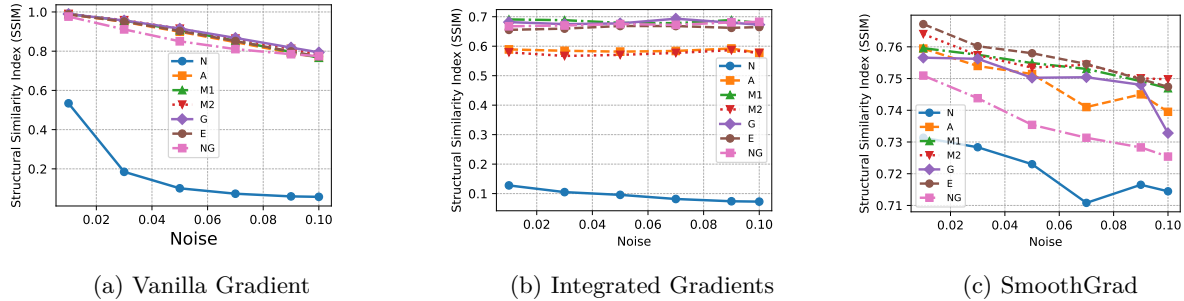 Structural Similarity Index (SSIM)
1.0
0.8
0.6
0.4
0.2
N
A
M1
M2
G
E
NG
0.02 0.04 0.06 0.08 0.10
Noise
(a) Vanilla Gradient
Structural Similarity Index (SSIM)
0.7
0.6
0.5
0.4
0.3
0.2
0.1
N
A
M1
M2
G
E
NG
0.02 0.04 0.06 0.08 0.10
Noise
(b) Integrated Gradients
Structural Similarity Index (SSIM)
0.76
0.75
0.74
0.73
0.72
0.71
N
A
M1
M2
G
E
NG
0.02 0.04 0.06 0.08 0.10
Noise
(c) SmoothGrad